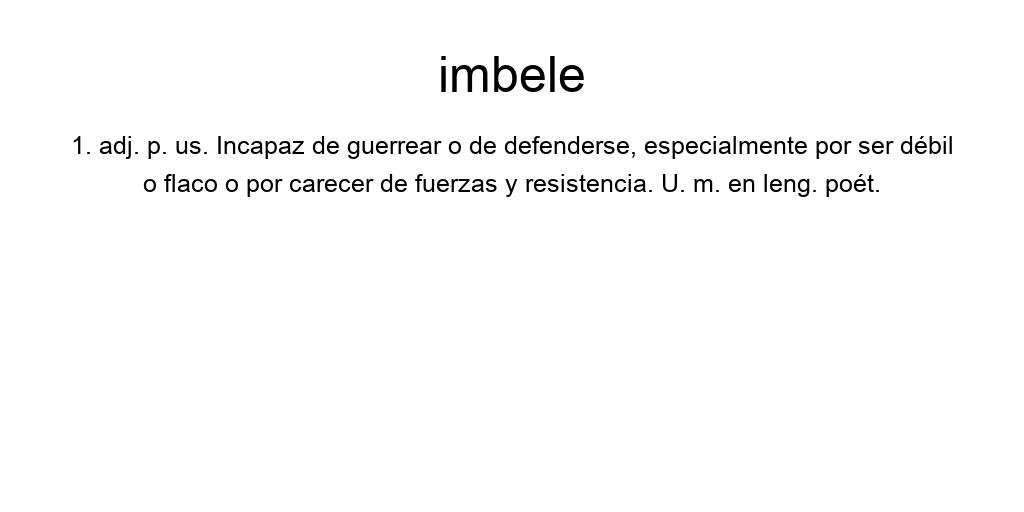 imbele
1. adj. p. us. Incapaz de guerrear o de defenderse, especialmente por ser débil
o flaco o por carecer de fuerzas y resistencia. U. m. en leng. poét.